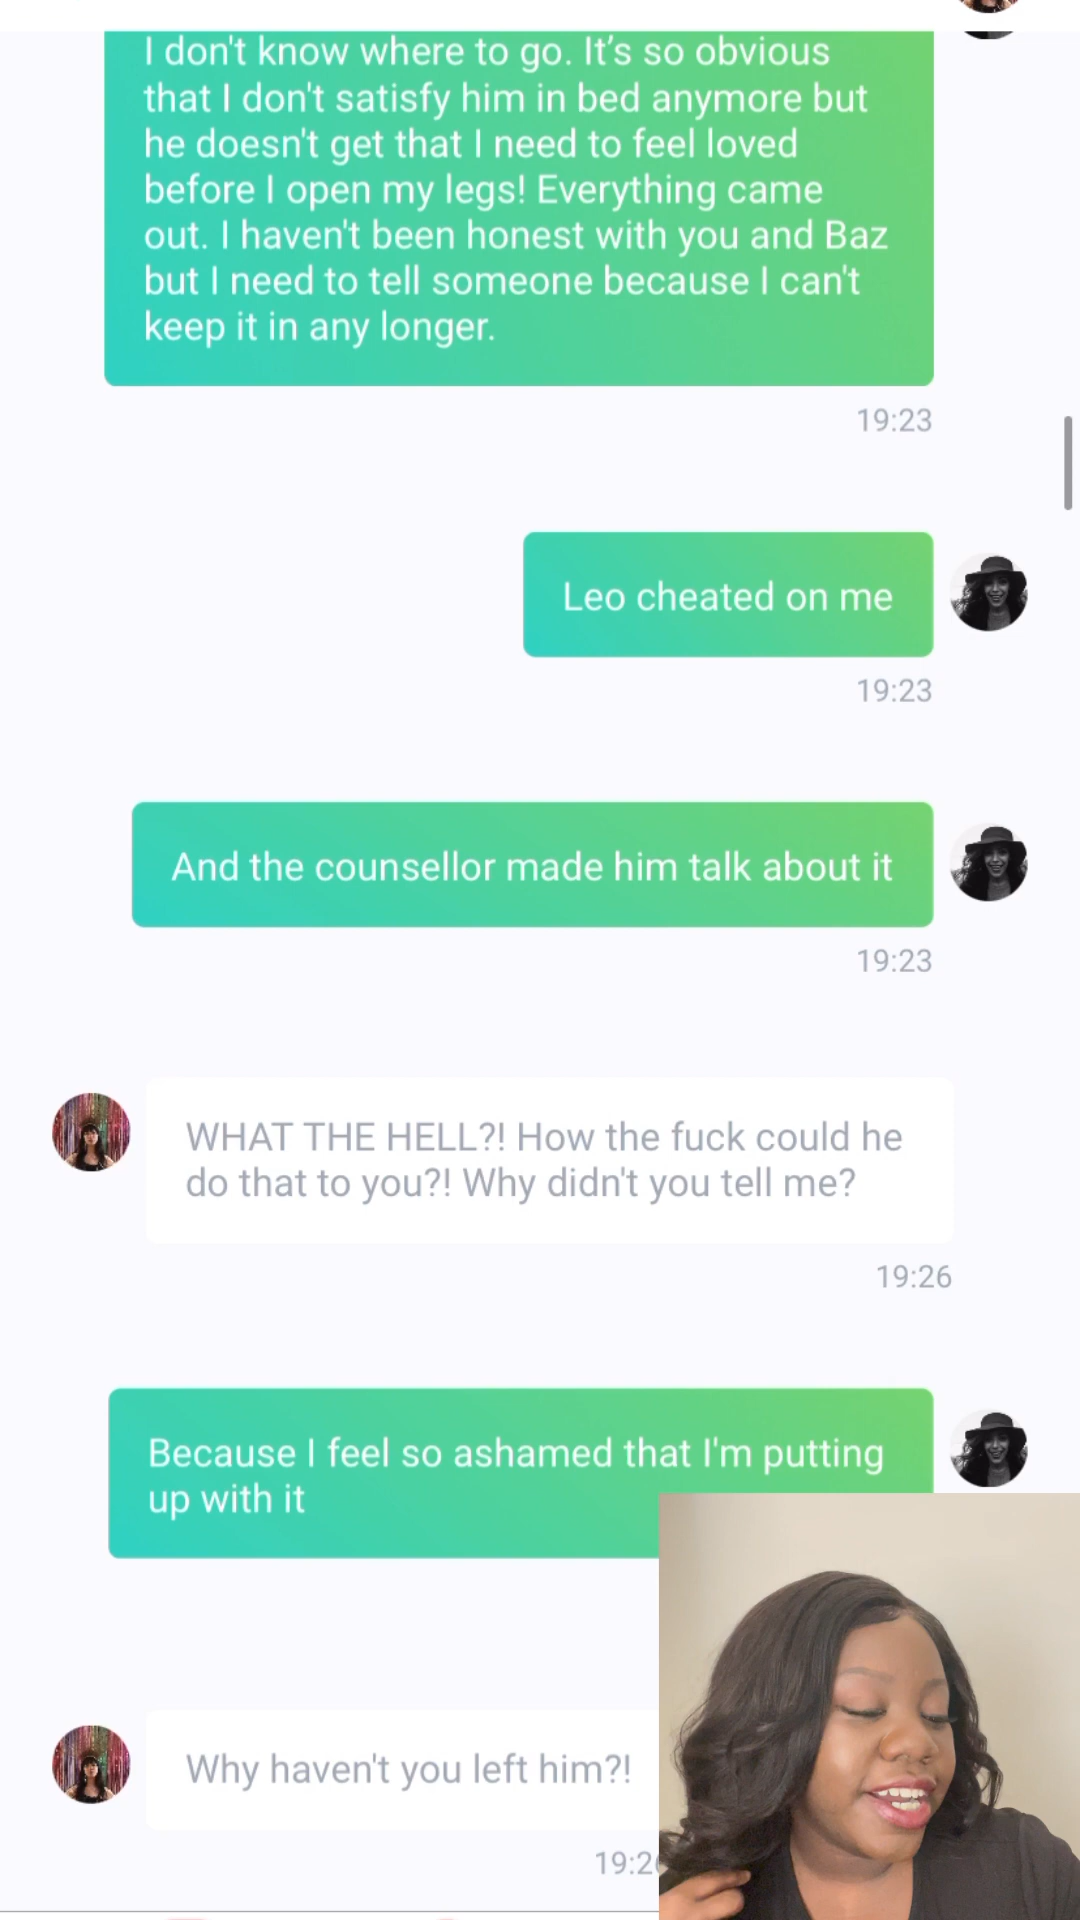 I don't know where to go. It’s so obvious
that I don't satisfy him in bed anymore but
he doesn't get that I need to feel loved
before I open my legs! Everything came
out. I haven't been honest with you and Baz
but I need to tell someone because I can't
keep it in any longer.
19:23
Leo cheated on me
19:23
And the counsellor made him talk about it
19:23
WHAT THE HELL?! How the fuck could he
do that to you?! Why didn't you tell me?
19:26
Because I feel so ashamed that I'm putting
up with it
Why haven't you left him?!